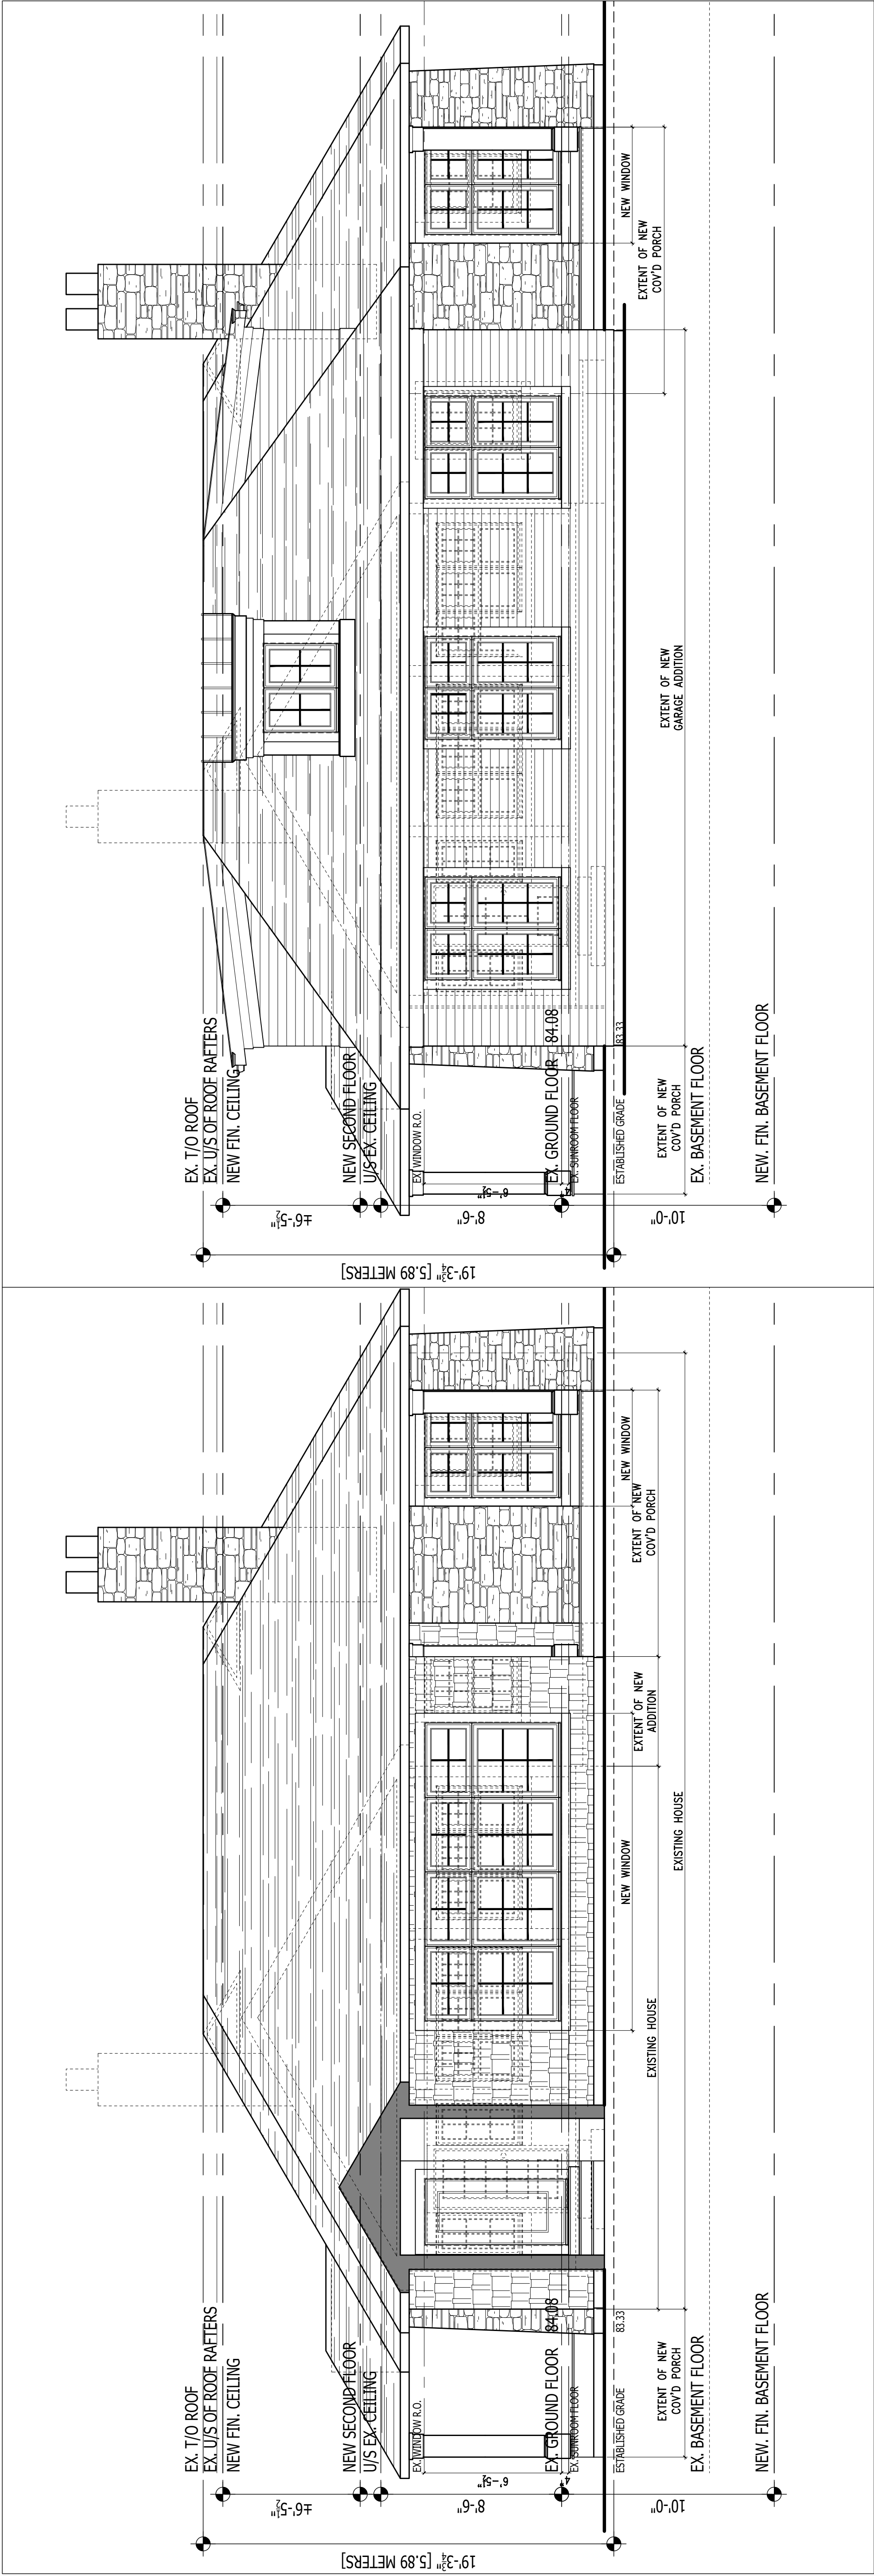 EX. T/O ROOF
EX. U/S OF ROOF RAFTERS
NEW FIN. CEILING
NEW SECOND FLOOR
U/S EX. CEILING
EX. WINDOW R.O.
EX. GROUND FLOOR 84.08
EX. SUNROOM FLOOR
ESTABLISHED GRADE
83.33
EX. BASEMENT FLOOR
NEW. FIN. BASEMENT FLOOR
±6'-5½"
8'-6"
10'-0"
6'-5½"
4"
19'-3¾" [5.89 METERS]
NEW WINDOW
EXTENT OF NEW
COV'D PORCH
EXTENT OF NEW
GARAGE ADDITION
EXTENT OF NEW
COV'D PORCH
EX. T/O ROOF
EX. U/S OF ROOF RAFTERS
NEW FIN. CEILING
NEW SECOND FLOOR
U/S EX. CEILING
EX. WINDOW R.O.
EX. GROUND FLOOR 84.08
EX. SUNROOM FLOOR
ESTABLISHED GRADE
83.33
EX. BASEMENT FLOOR
NEW. FIN. BASEMENT FLOOR
±6'-5½"
8'-6"
10'-0"
6'-5½"
4"
19'-3¾" [5.89 METERS]
NEW WINDOW
EXTENT OF NEW
COV'D PORCH
EXTENT OF NEW
ADDITION
NEW WINDOW
EXISTING HOUSE
EXISTING HOUSE
EXTENT OF NEW
COV'D PORCH